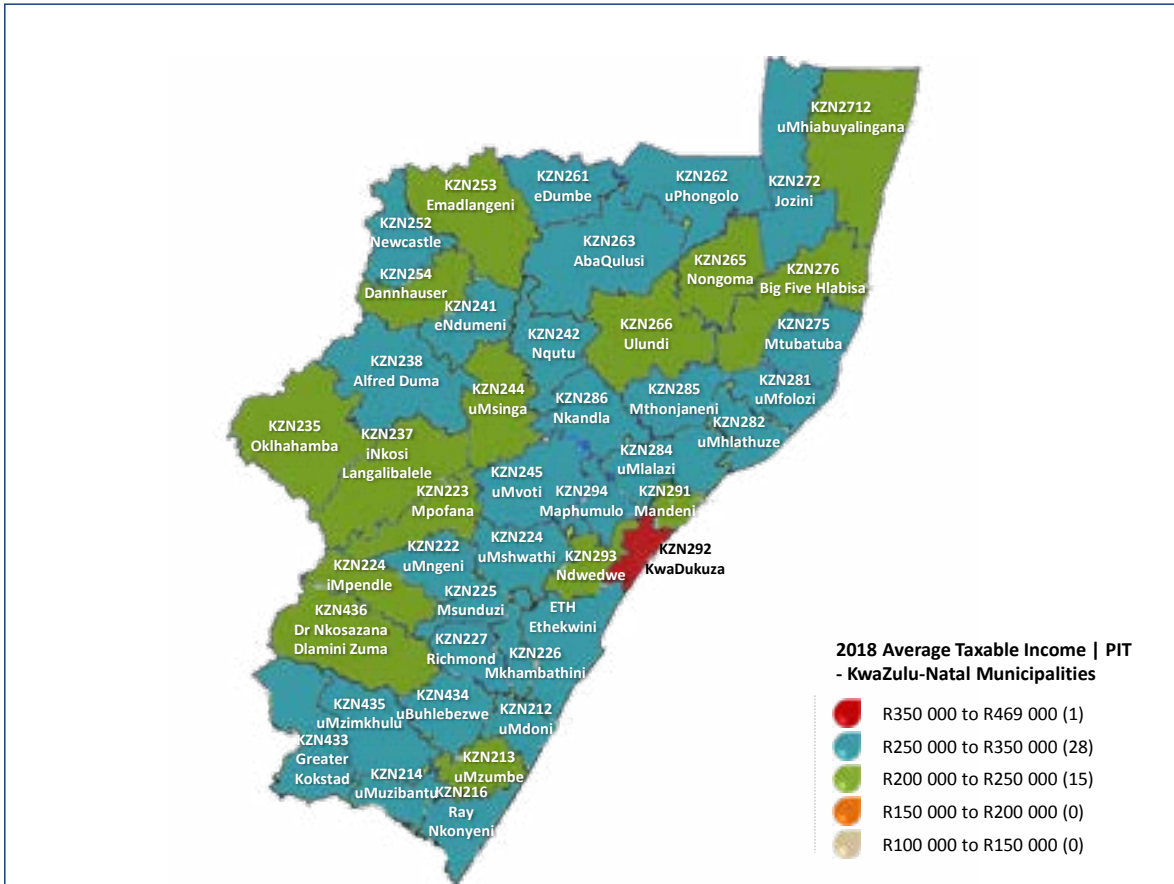 KZN2712
uMhiabuyalingana
KZN253
Emadlangeni
KZN261
eDumbe
KZN262
uPhongolo
KZN272
Jozini
KZN252
Newcastle
KZN263
AbaQulusi
KZN265
Nongoma
KZN276
Big Five Hlabisa
KZN254
Dannhauser
KZN241
eNdumeni
KZN242
Nqutu
KZN266
Ulundi
KZN275
Mtubatuba
KZN238
Alfred Duma
KZN244
uMsinga
KZN286
Nkandla
KZN285
Mthonjaneni
KZN281
uMfolozi
KZN282
uMhlathuze
KZN235
Oklhahamba
KZN237
iNkosi
Langalibalele
KZN284
uMlalazi
KZN245
uMvoti
KZN294
Maphumulo
KZN291
Mandeni
KZN223
Mpofana
KZN222
uMngeni
KZN224
uMshwathi
KZN293
Ndwedwe
KZN292
KwaDukuza
KZN224
iMpendle
KZN225
Msunduzi
ETH
Ethekwini
KZN436
Dr Nkosazana
Dlamini Zuma
KZN227
Richmond
KZN226
Mkhambathini
KZN435
uMzimkhulu
KZN434
uBuhlebezwe
KZN212
uMdoni
KZN433
Greater
Kokstad
KZN214
uMuzibantu
KZN213
uMzumbe
KZN216
Ray
Nkonyeni
2018 Average Taxable Income | PIT
- KwaZulu-Natal Municipalities
R350 000 to R469 000 (1)
R250 000 to R350 000 (28)
R200 000 to R250 000 (15)
R150 000 to R200 000 (0)
R100 000 to R150 000 (0)